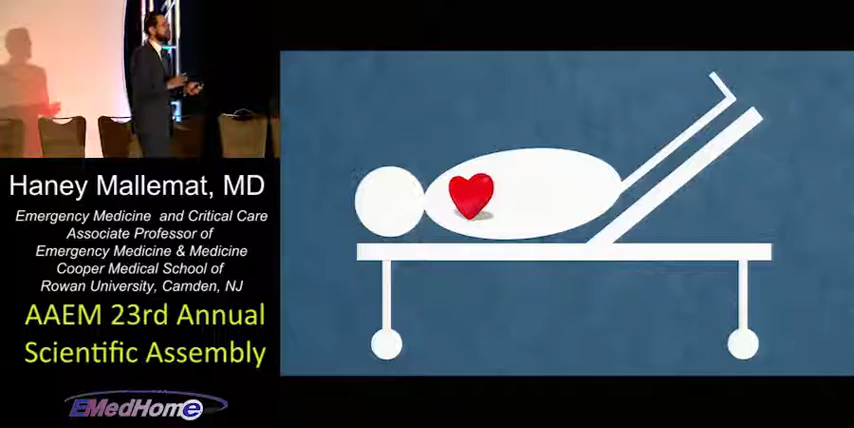 Haney Mallemat, MD
Emergency Medicine and Critical Care
Associate Professor of
Emergency Medicine & Medicine
Cooper Medical School of
Rowan University, Camden, NJ
AAEM 23rd Annual
Scientific Assembly
EMedHome